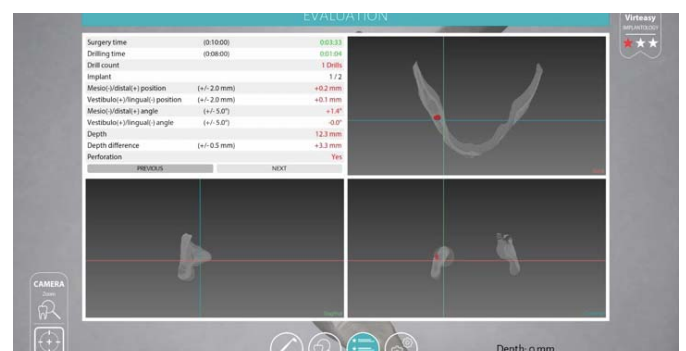 EVALUATION
Virteasy
IMPLANTOLOGY
Surgery time (0:10:00) 0:03:33
Drilling time (0:08:00) 0:01:04
Drill count 1 Drills
Implant 1 / 2
Mesio(-)/distal(+) position (+/- 2.0 mm) +0.2 mm
Vestibulo(+)/lingual(-) position (+/- 2.0 mm) +0.1 mm
Mesio(-)/distal(+) angle (+/- 5.0°) +1.4°
Vestibulo(+)/lingual(-) angle (+/- 5.0°) -0.0°
Depth 12.3 mm
Depth difference (+/- 0.5 mm) +3.3 mm
Perforation Yes
PREVIOUS NEXT
CAMERA
Zoom
Depth: 0 mm